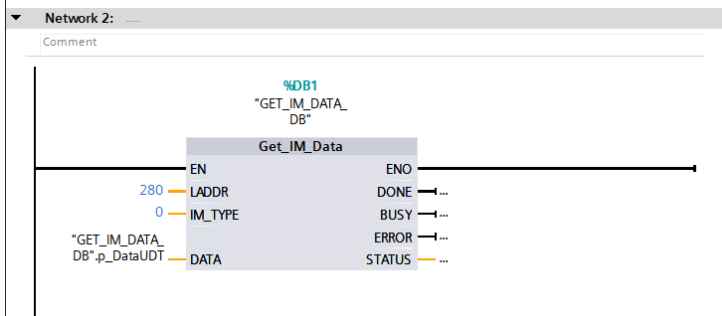 Network 2: .....
Comment
%DB1
"GET_IM_DATA_
DB"
Get_IM_Data
EN ENO
280 LADDR DONE ...
0 IM_TYPE BUSY ...
ERROR ...
"GET_IM_DATA_
DB".p_DataUDT DATA STATUS ...